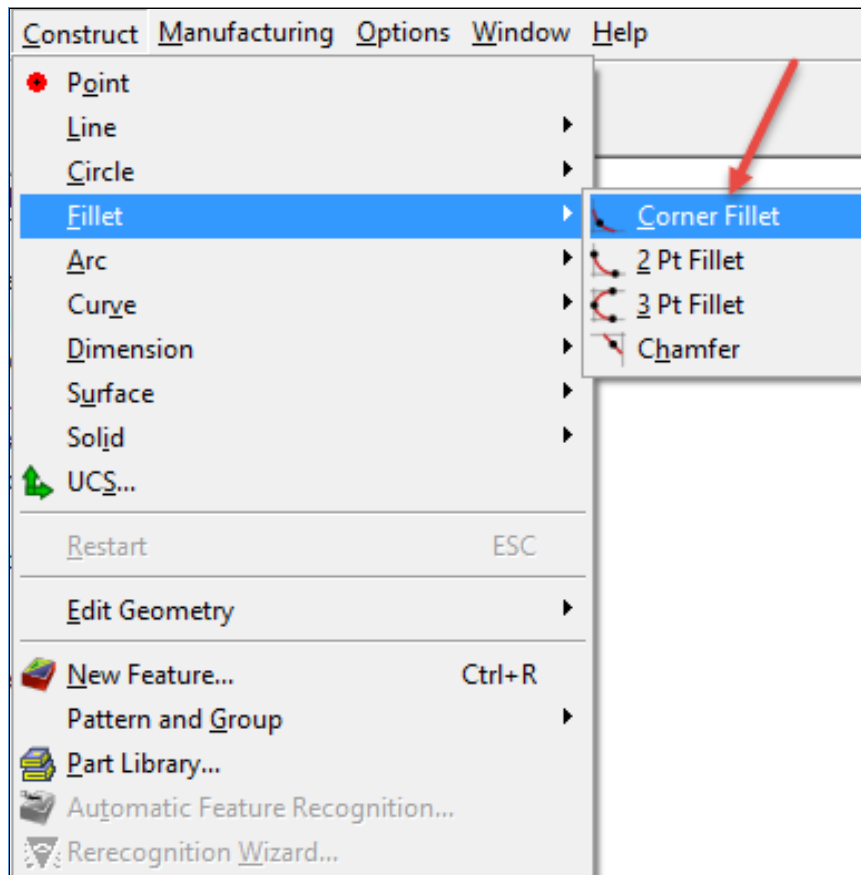 Construct Manufacturing Options Window Help
Point
Line
Circle
Fillet
Corner Fillet
2 Pt Fillet
3 Pt Fillet
Chamfer
Arc
Curve
Dimension
Surface
Solid
UCS...
Restart ESC
Edit Geometry
New Feature... Ctrl+R
Pattern and Group
Part Library...
Automatic Feature Recognition...
Rerecognition Wizard...